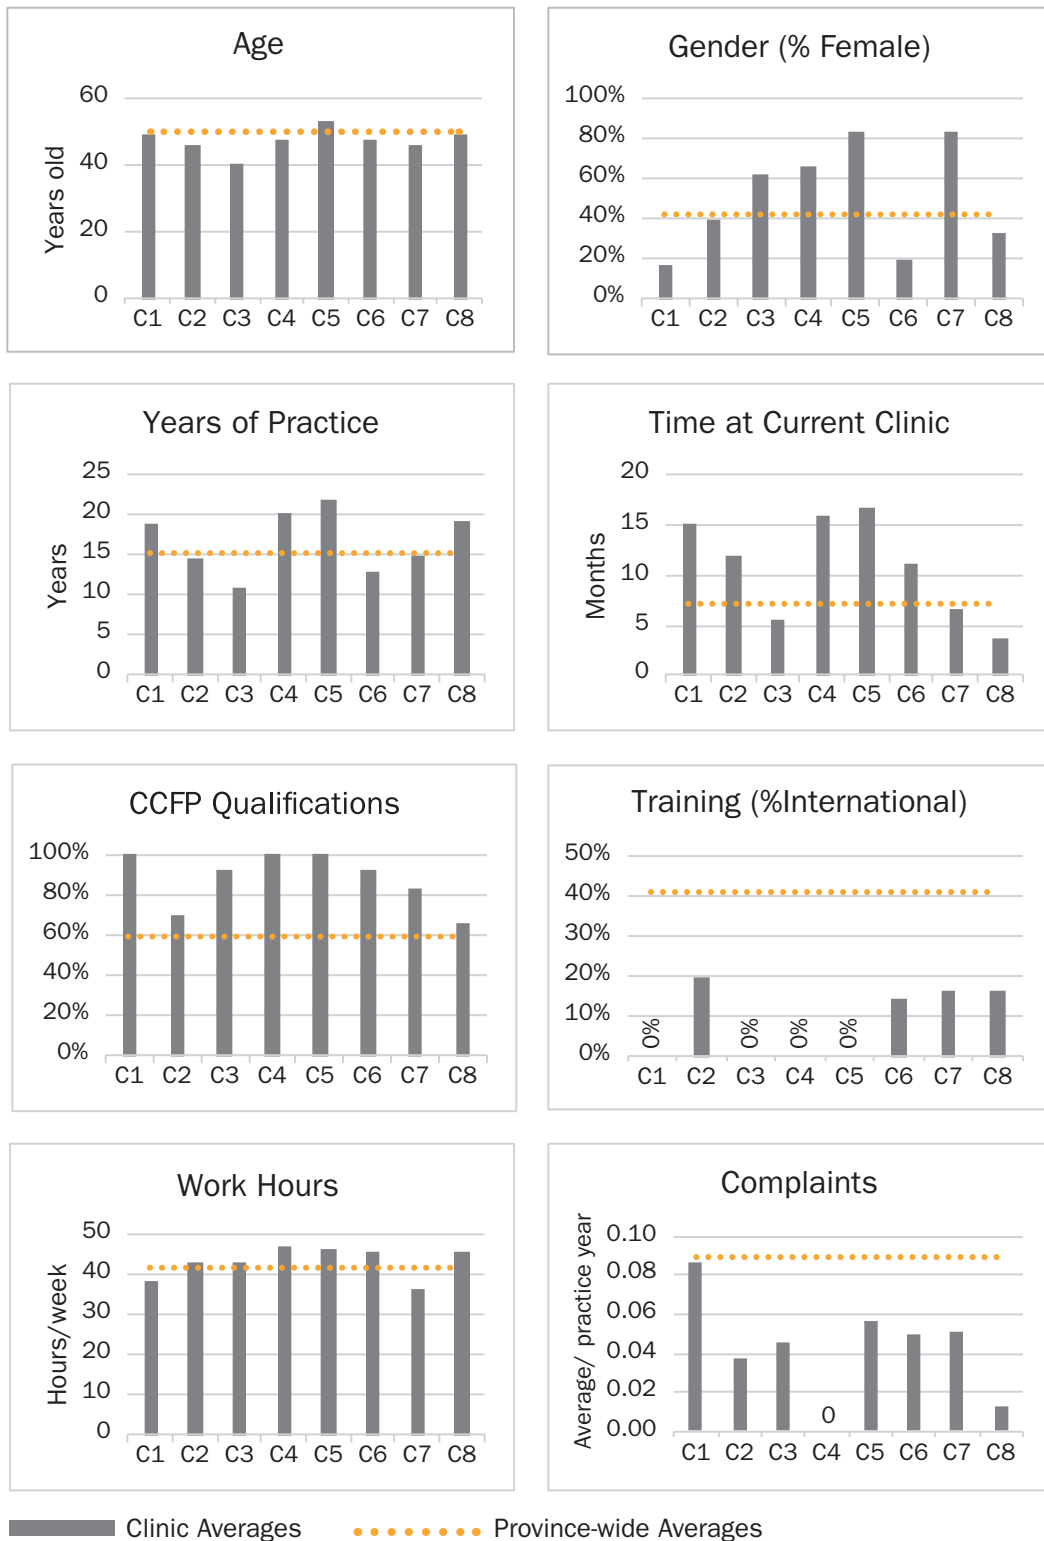 Age
Years old
60
40
20
0
C1 C2 C3 C4 C5 C6 C7 C8
Gender (% Female)
100%
80%
60%
40%
20%
0%
C1 C2 C3 C4 C5 C6 C7 C8
Years of Practice
Years
25
20
15
10
5
0
C1 C2 C3 C4 C5 C6 C7 C8
Time at Current Clinic
Months
20
15
10
5
0
C1 C2 C3 C4 C5 C6 C7 C8
CCFP Qualifications
100%
80%
60%
40%
20%
0%
C1 C2 C3 C4 C5 C6 C7 C8
Training (%International)
50%
40%
30%
20%
10%
0%
0% 0% 0% 0%
C1 C2 C3 C4 C5 C6 C7 C8
Work Hours
Hours/week
50
40
30
20
10
0
C1 C2 C3 C4 C5 C6 C7 C8
Complaints
Average/ practice year
0.10
0.08
0.06
0.04
0.02
0.00
0
C1 C2 C3 C4 C5 C6 C7 C8
Clinic Averages Province-wide Averages